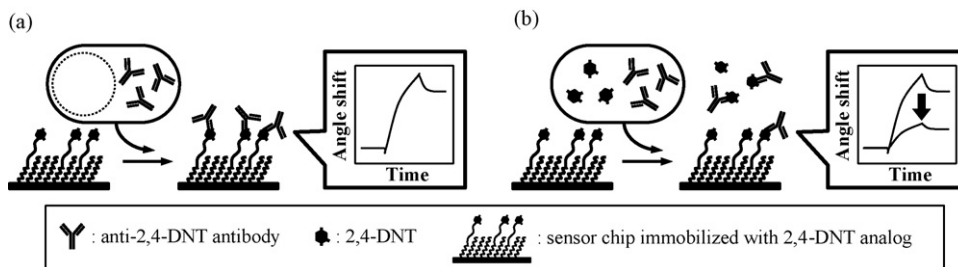 (a)
Angle shift
Time
(b)
Angle shift
Time
: anti-2,4-DNT antibody
: 2,4-DNT
: sensor chip immobilized with 2,4-DNT analog